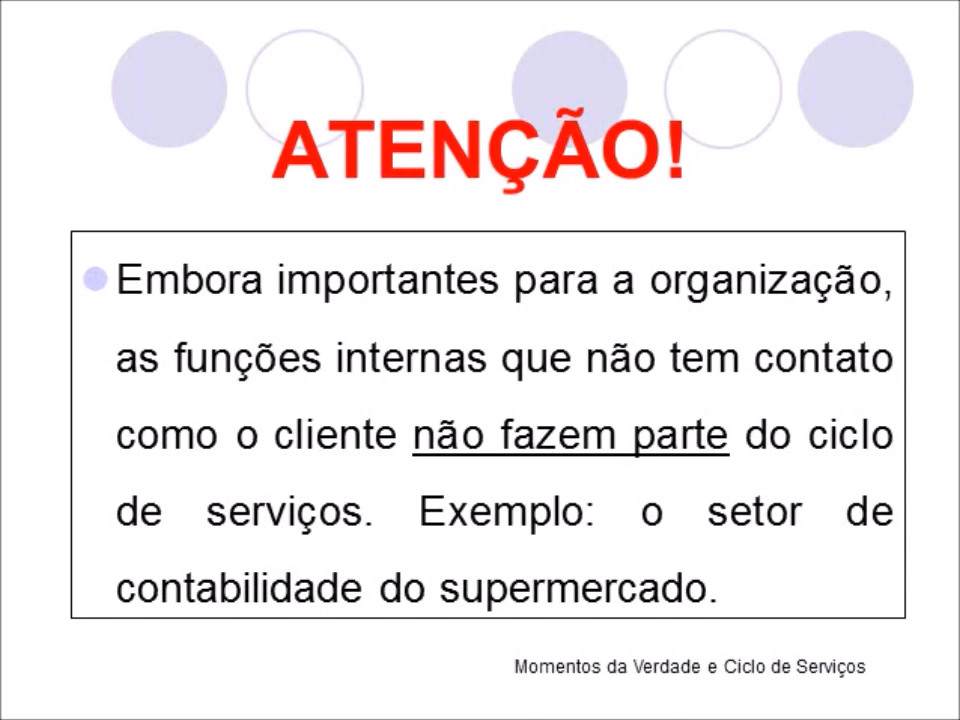 ATENÇÃO!
Embora importantes para a organização,
as funções internas que não tem contato
como o cliente não fazem parte do ciclo
de serviços. Exemplo: o setor de
contabilidade do supermercado.
Momentos da Verdade e Ciclo de Serviços